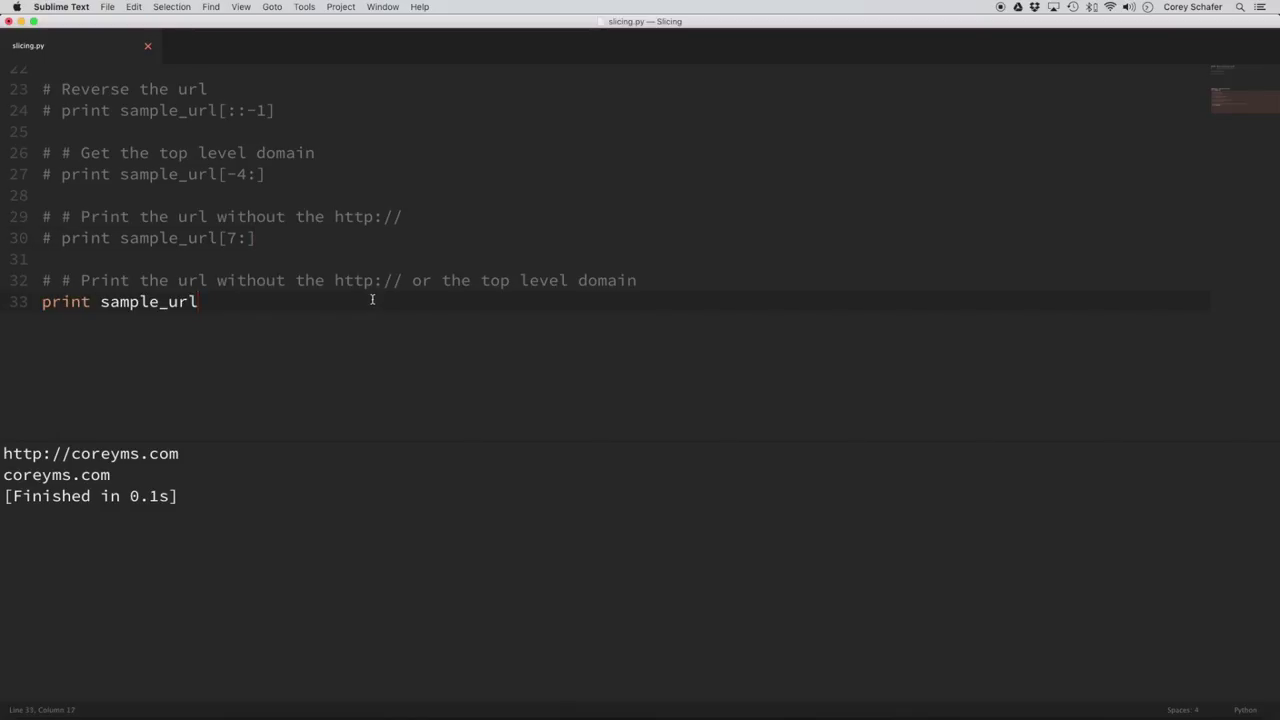 Sublime Text File Edit Selection Find View Goto Tools Project Window Help Corey Schafer
slicing.py — Slicing
slicing.py
22
23 # Reverse the url
24 # print sample_url[::-1]
25
26 # # Get the top level domain
27 # print sample_url[-4:]
28
29 # # Print the url without the http://
30 # print sample_url[7:]
31
32 # # Print the url without the http:// or the top level domain
33 print sample_url
http://coreyms.com
coreyms.com
[Finished in 0.1s]
Line 33, Column 17 Spaces: 4 Python